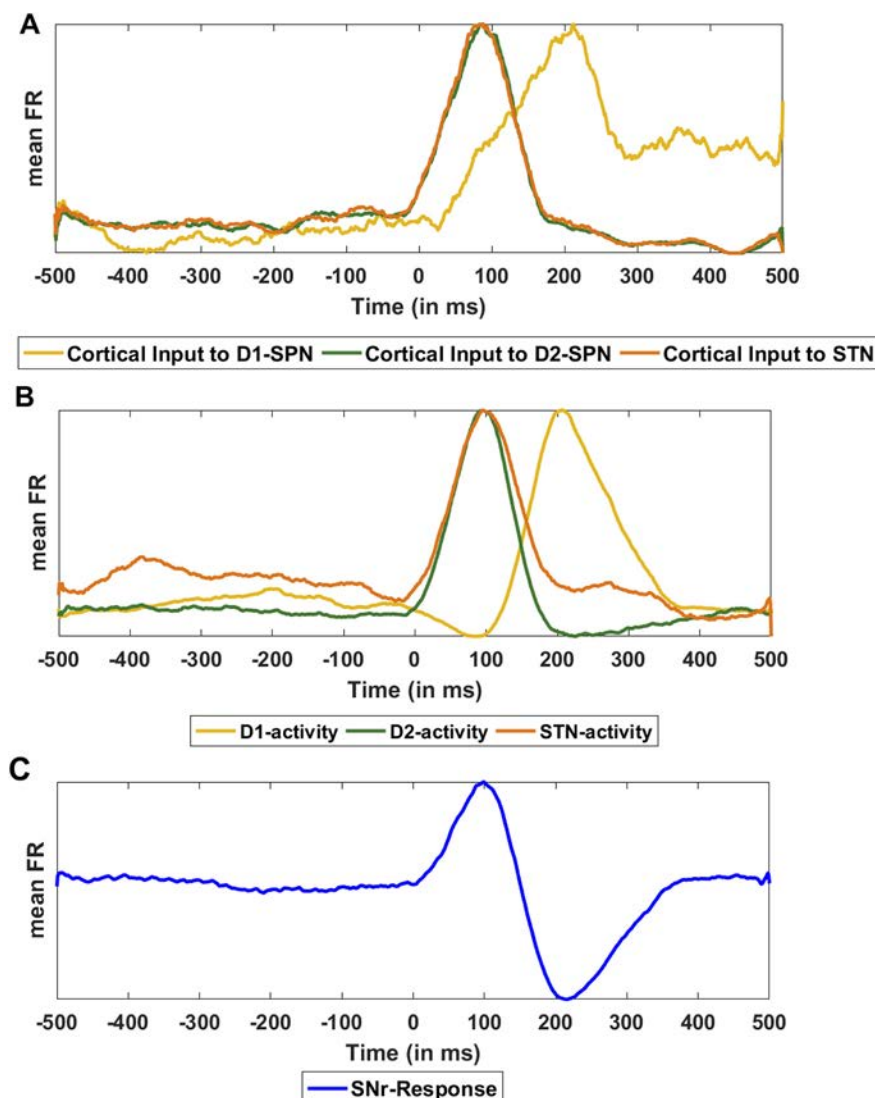 A
mean FR
-500 -400 -300 -200 -100 0 100 200 300 400 500
Time (in ms)
Cortical Input to D1-SPN Cortical Input to D2-SPN Cortical Input to STN
B
mean FR
-500 -400 -300 -200 -100 0 100 200 300 400 500
Time (in ms)
D1-activity D2-activity STN-activity
C
mean FR
-500 -400 -300 -200 -100 0 100 200 300 400 500
Time (in ms)
SNr-Response